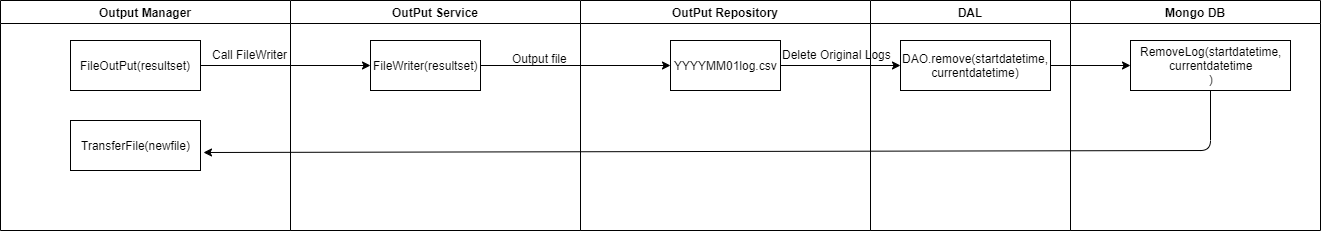 Output Manager
OutPut Service
OutPut Repository
DAL
Mongo DB
FileOutPut(resultset)
Call FileWriter
FileWriter(resultset)
Output file
YYYYMM01log.csv
Delete Original Logs
DAO.remove(startdatetime,
currentdatetime)
RemoveLog(startdatetime,
currentdatetime
)
TransferFile(newfile)